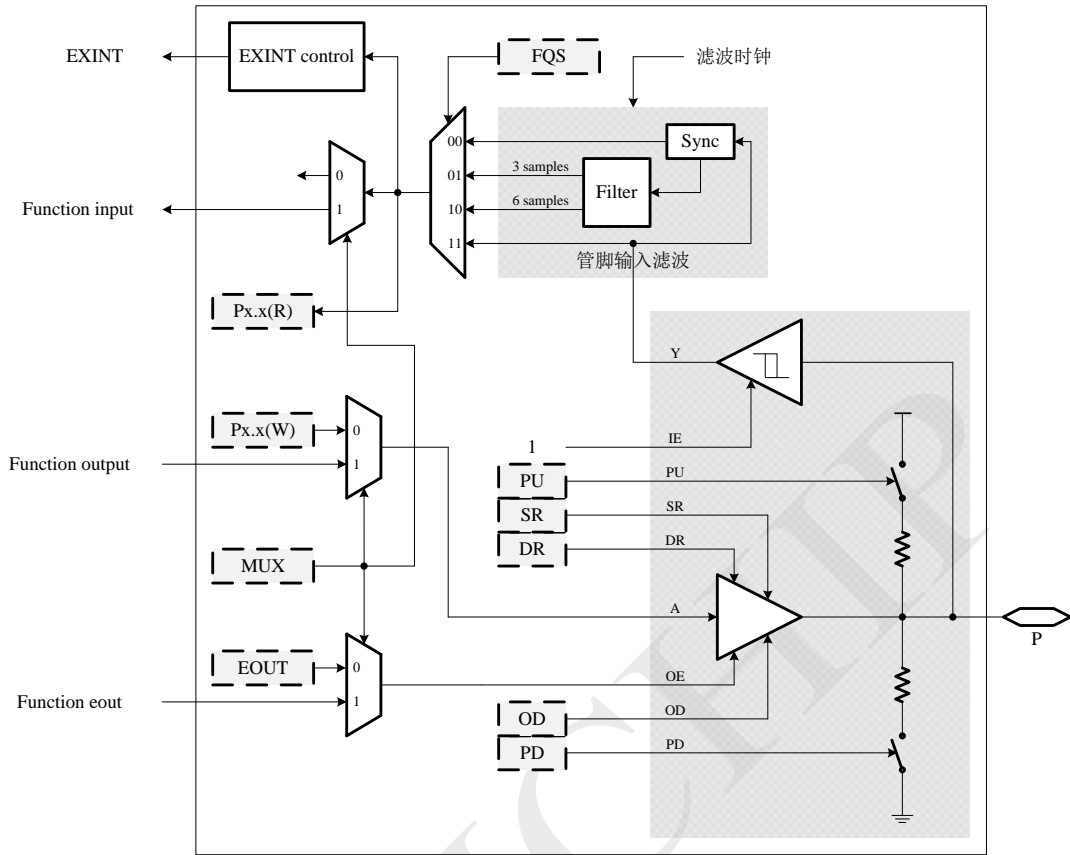 EXINT
EXINT control
FQS
滤波时钟
00
Sync
0
01
3 samples
Filter
Function input
1
10
6 samples
11
管脚输入滤波
Px.x(R)
Y
Px.x(W)
0
1
IE
Function output
1
PU
PU
SR
SR
DR
DR
MUX
A
P
EOUT
0
OE
Function eout
1
OD
OD
PD
PD